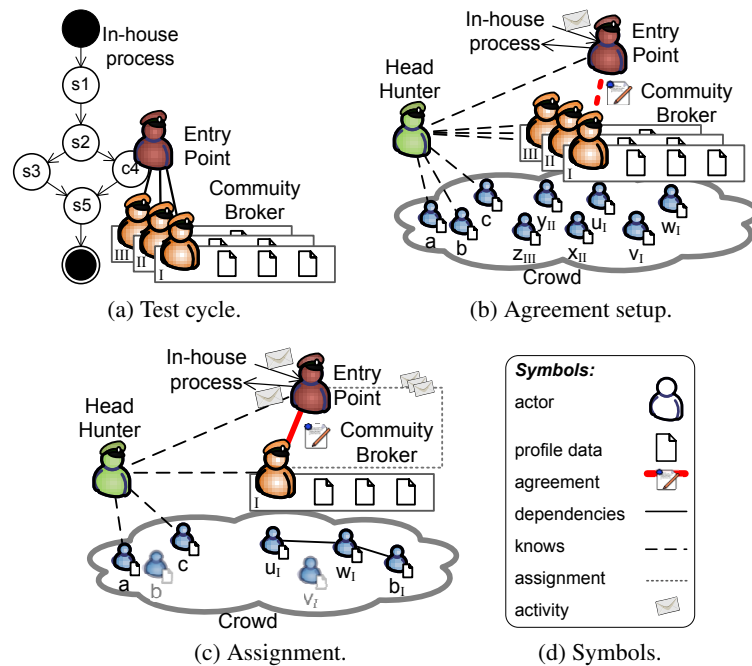 In-house
process
s1
s2
s3
c4
s5
Entry
Point
Commuity
Broker
III
II
I
(a) Test cycle.
In-house
process
Entry
Point
Head
Hunter
Commuity
Broker
III
II
I
a
b
c
yII
uI
wI
zIII
xII
vI
Crowd
(b) Agreement setup.
In-house
process
Entry
Point
Head
Hunter
Commuity
Broker
I
a
b
c
uI
vI
wI
bI
Crowd
(c) Assignment.
Symbols:
actor
profile data
agreement
dependencies
knows
assignment
activity
(d) Symbols.